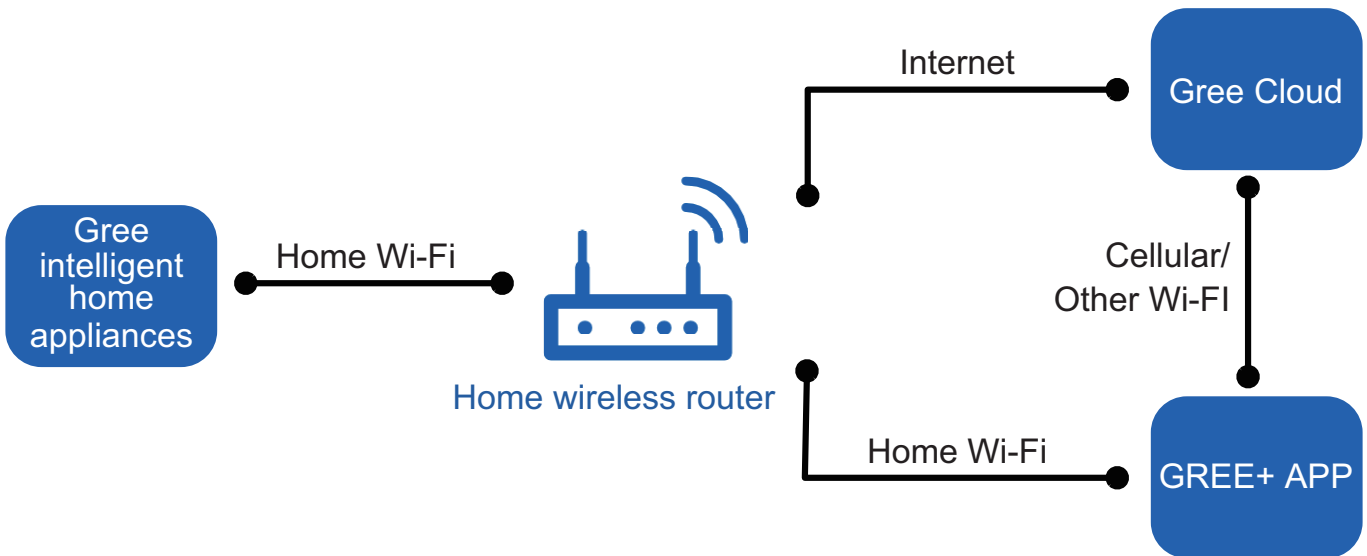 Internet
Gree Cloud
Gree
intelligent
home
appliances
Home Wi-Fi
Cellular/
Other Wi-FI
Home wireless router
Home Wi-Fi
GREE+ APP